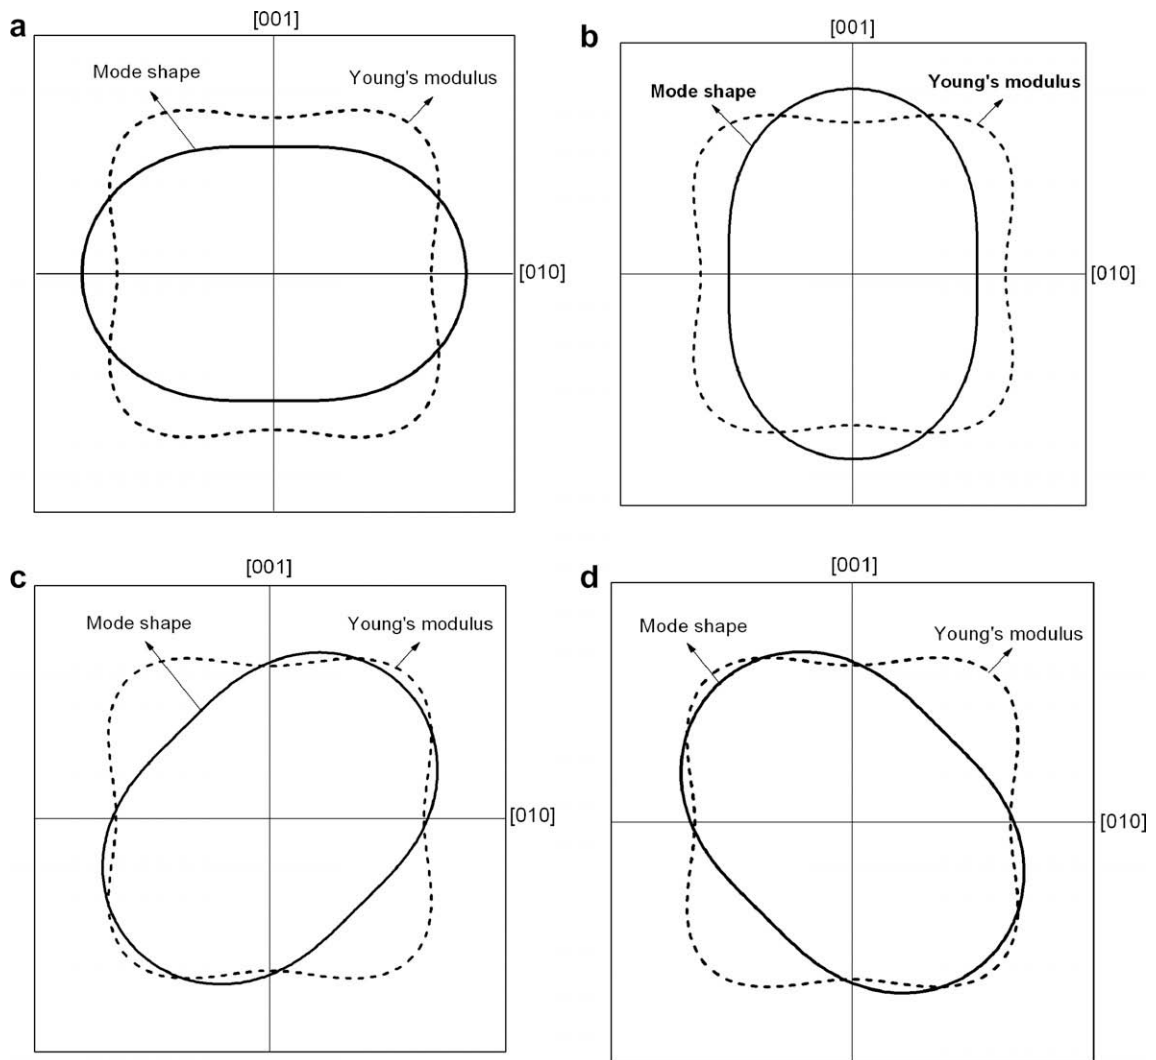 a
[001]
Mode shape
Young's modulus
[010]
b
[001]
Mode shape
Young's modulus
[010]
c
[001]
Mode shape
Young's modulus
[010]
d
[001]
Mode shape
Young's modulus
[010]